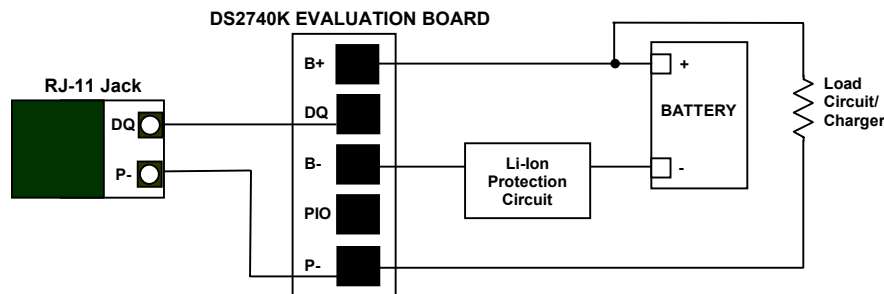 DS2740K EVALUATION BOARD
RJ-11 Jack
DQ
P-
B+
DQ
B-
PIO
P-
Li-Ion
Protection
Circuit
+
BATTERY
-
Load
Circuit/
Charger